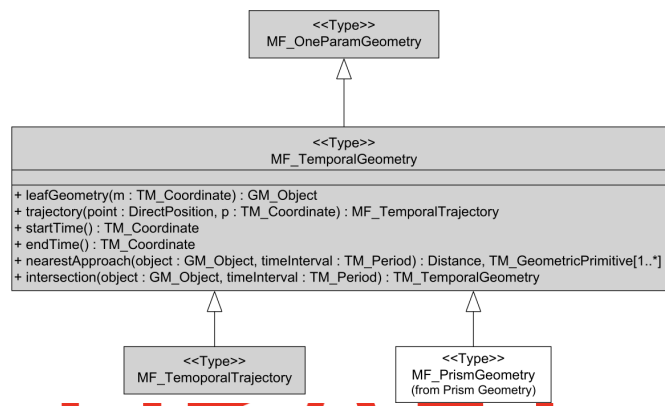 <<Type>>
MF_OneParamGeometry
<<Type>>
MF_TemporalGeometry
+ leafGeometry(m : TM_Coordinate) : GM_Object
+ trajectory(point : DirectPosition, p : TM_Coordinate) : MF_TemporalTrajectory
+ startTime() : TM_Coordinate
+ endTime() : TM_Coordinate
+ nearestApproach(object : GM_Object, timeInterval : TM_Period) : Distance, TM_GeometricPrimitive[1..*]
+ intersection(object : GM_Object, timeInterval : TM_Period) : TM_TemporalGeometry
<<Type>>
MF_TemoporalTrajectory
<<Type>>
MF_PrismGeometry
(from Prism Geometry)